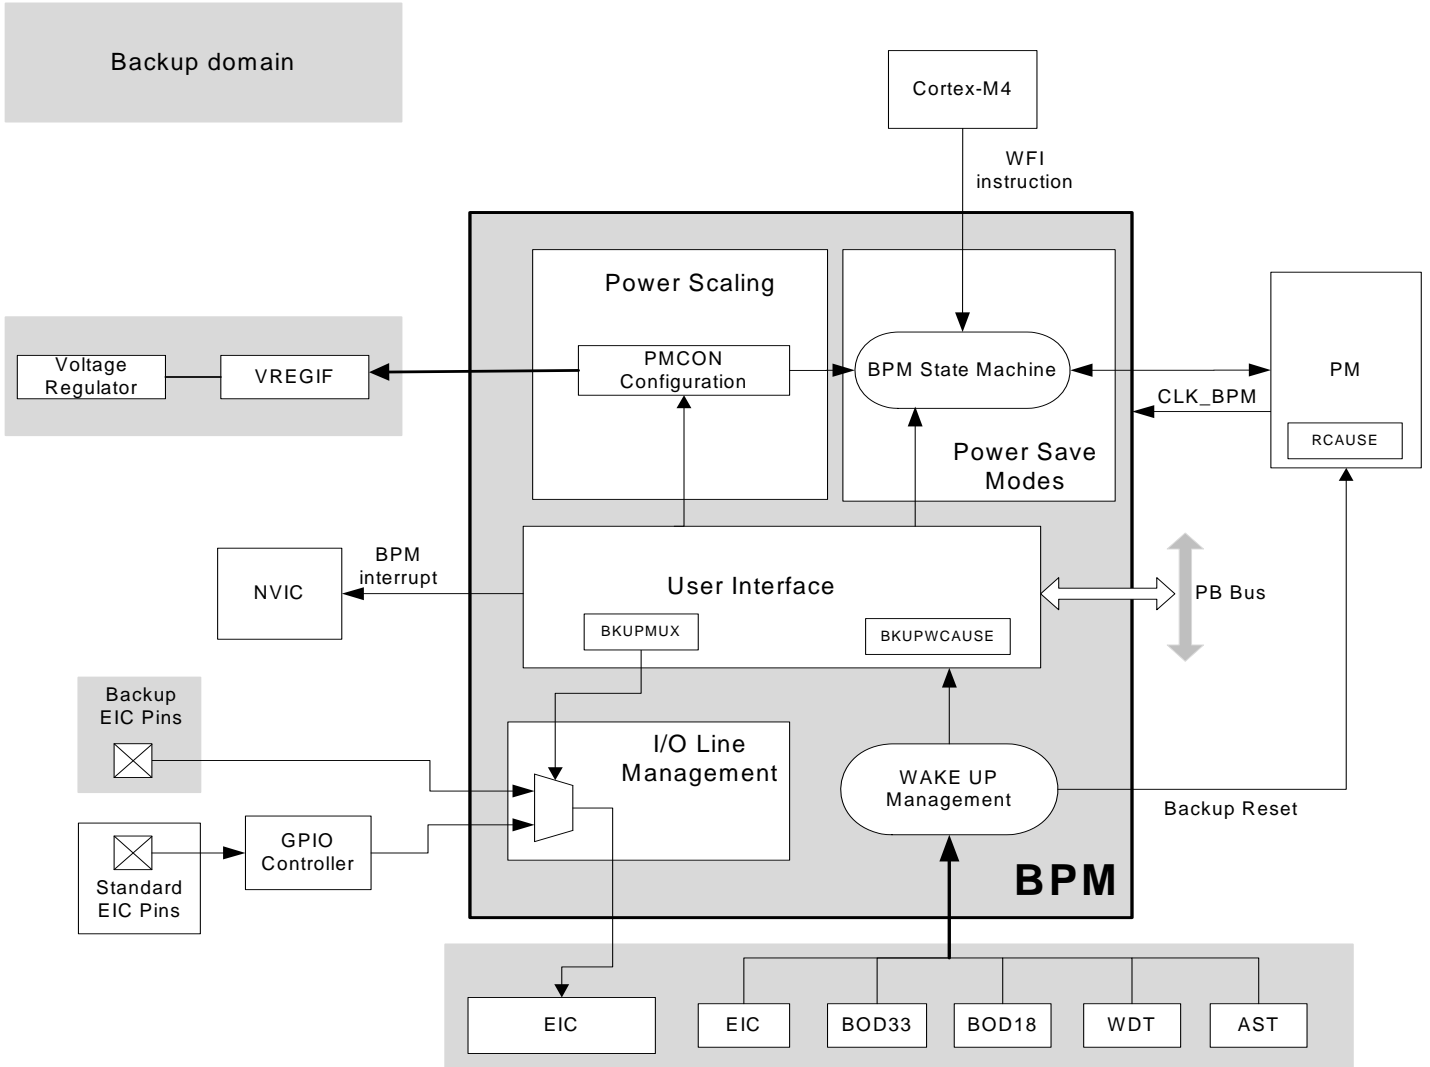 Backup domain
Cortex-M4
WFI
instruction
Power Scaling
PMCON
Configuration
BPM State Machine
Power Save
Modes
PM
RCAUSE
CLK_BPM
Voltage
Regulator
VREGIF
BPM
interrupt
NVIC
User Interface
BKUPMUX
BKUPWCAUSE
PB Bus
Backup
EIC Pins
I/O Line
Management
WAKE UP
Management
Backup Reset
GPIO
Controller
Standard
EIC Pins
BPM
EIC
EIC
BOD33
BOD18
WDT
AST